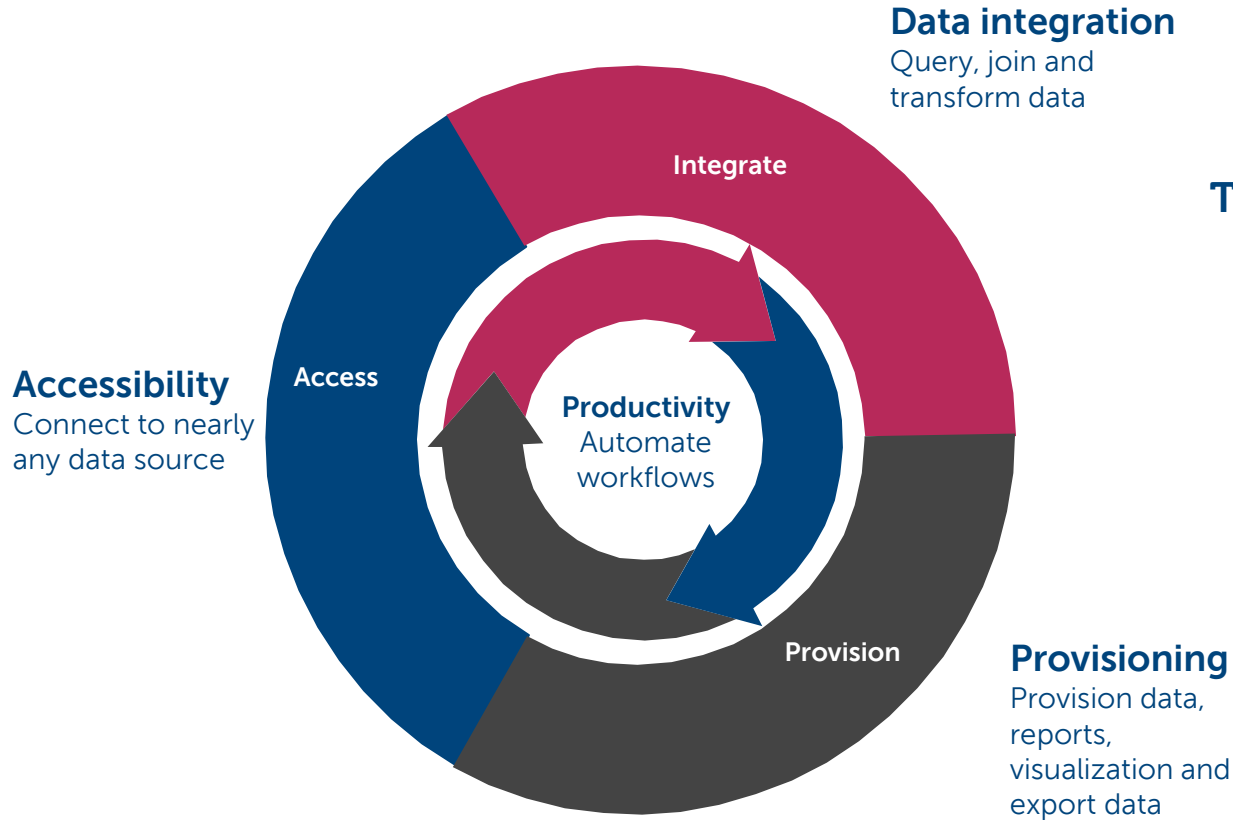 Data integration
Query, join and
transform data
Integrate
T
Accessibility
Connect to nearly
any data source
Access
Productivity
Automate
workflows
Provision
Provisioning
Provision data,
reports,
visualization and
export data